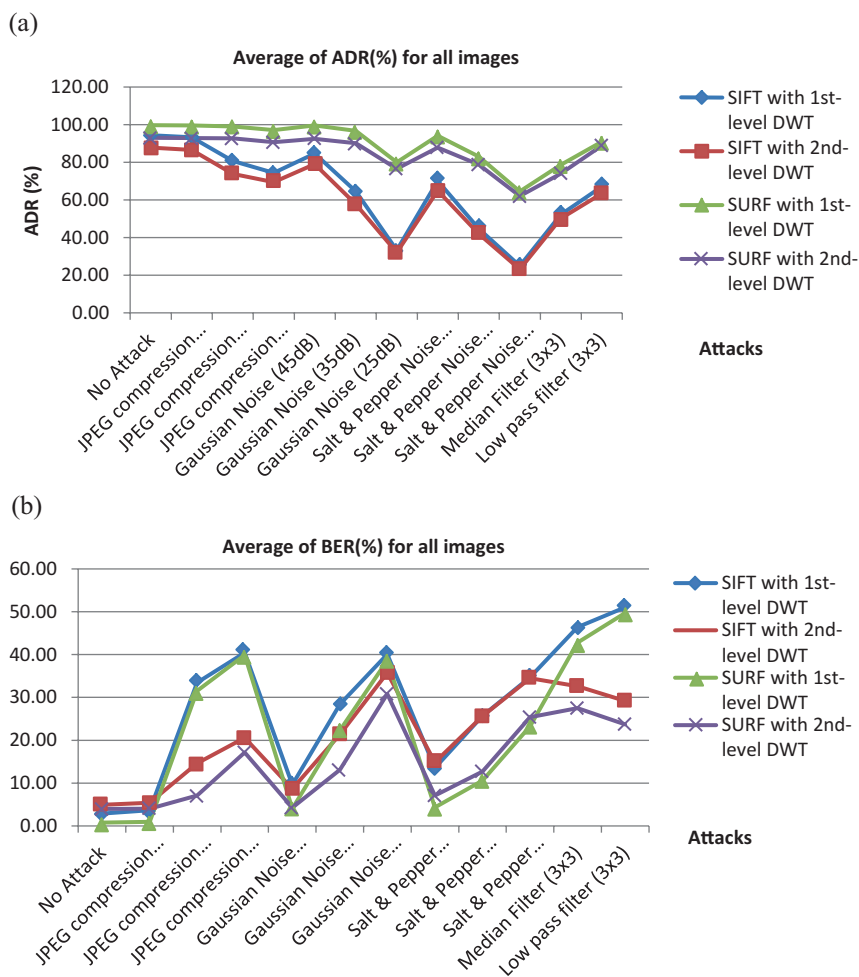 (a)
Average of ADR(%) for all images
120.00
100.00
80.00
60.00
40.00
20.00
0.00
ADR (%)
No Attack
JPEG compression...
JPEG compression...
JPEG compression...
Gaussian Noise (45dB)
Gaussian Noise (35dB)
Gaussian Noise (25dB)
Salt & Pepper Noise...
Salt & Pepper Noise...
Salt & Pepper Noise...
Median Filter (3x3)
Low pass filter (3x3)
SIFT with 1st-
level DWT
SIFT with 2nd-
level DWT
SURF with 1st-
level DWT
SURF with 2nd-
level DWT
Attacks
(b)
Average of BER(%) for all images
60.00
50.00
40.00
30.00
20.00
10.00
0.00
No Attack
JPEG compression...
JPEG compression...
JPEG compression...
Gaussian Noise...
Gaussian Noise...
Gaussian Noise...
Salt & Pepper...
Salt & Pepper...
Salt & Pepper...
Median Filter (3x3)
Low pass filter (3x3)
SIFT with 1st-
level DWT
SIFT with 2nd-
level DWT
SURF with 1st-
level DWT
SURF with 2nd-
level DWT
Attacks